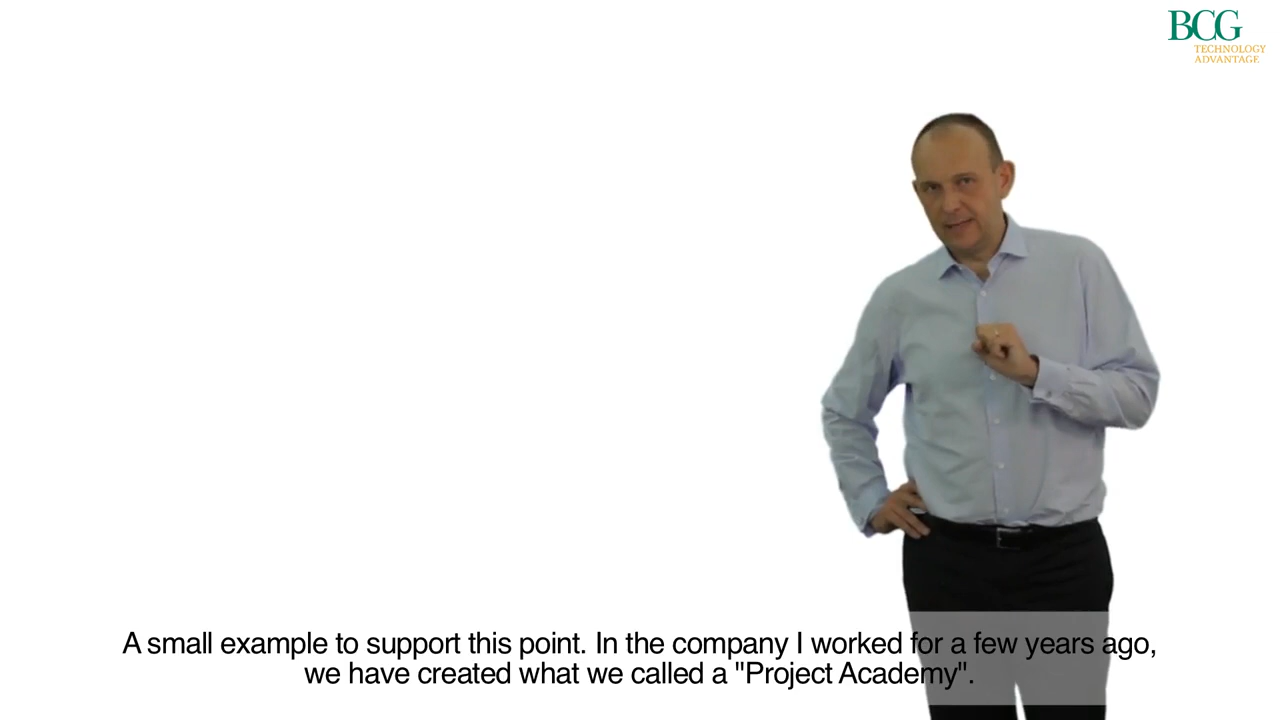 BCG
TECHNOLOGY
ADVANTAGE
A small example to support this point. In the company I worked for a few years ago,
we have created what we called a "Project Academy".